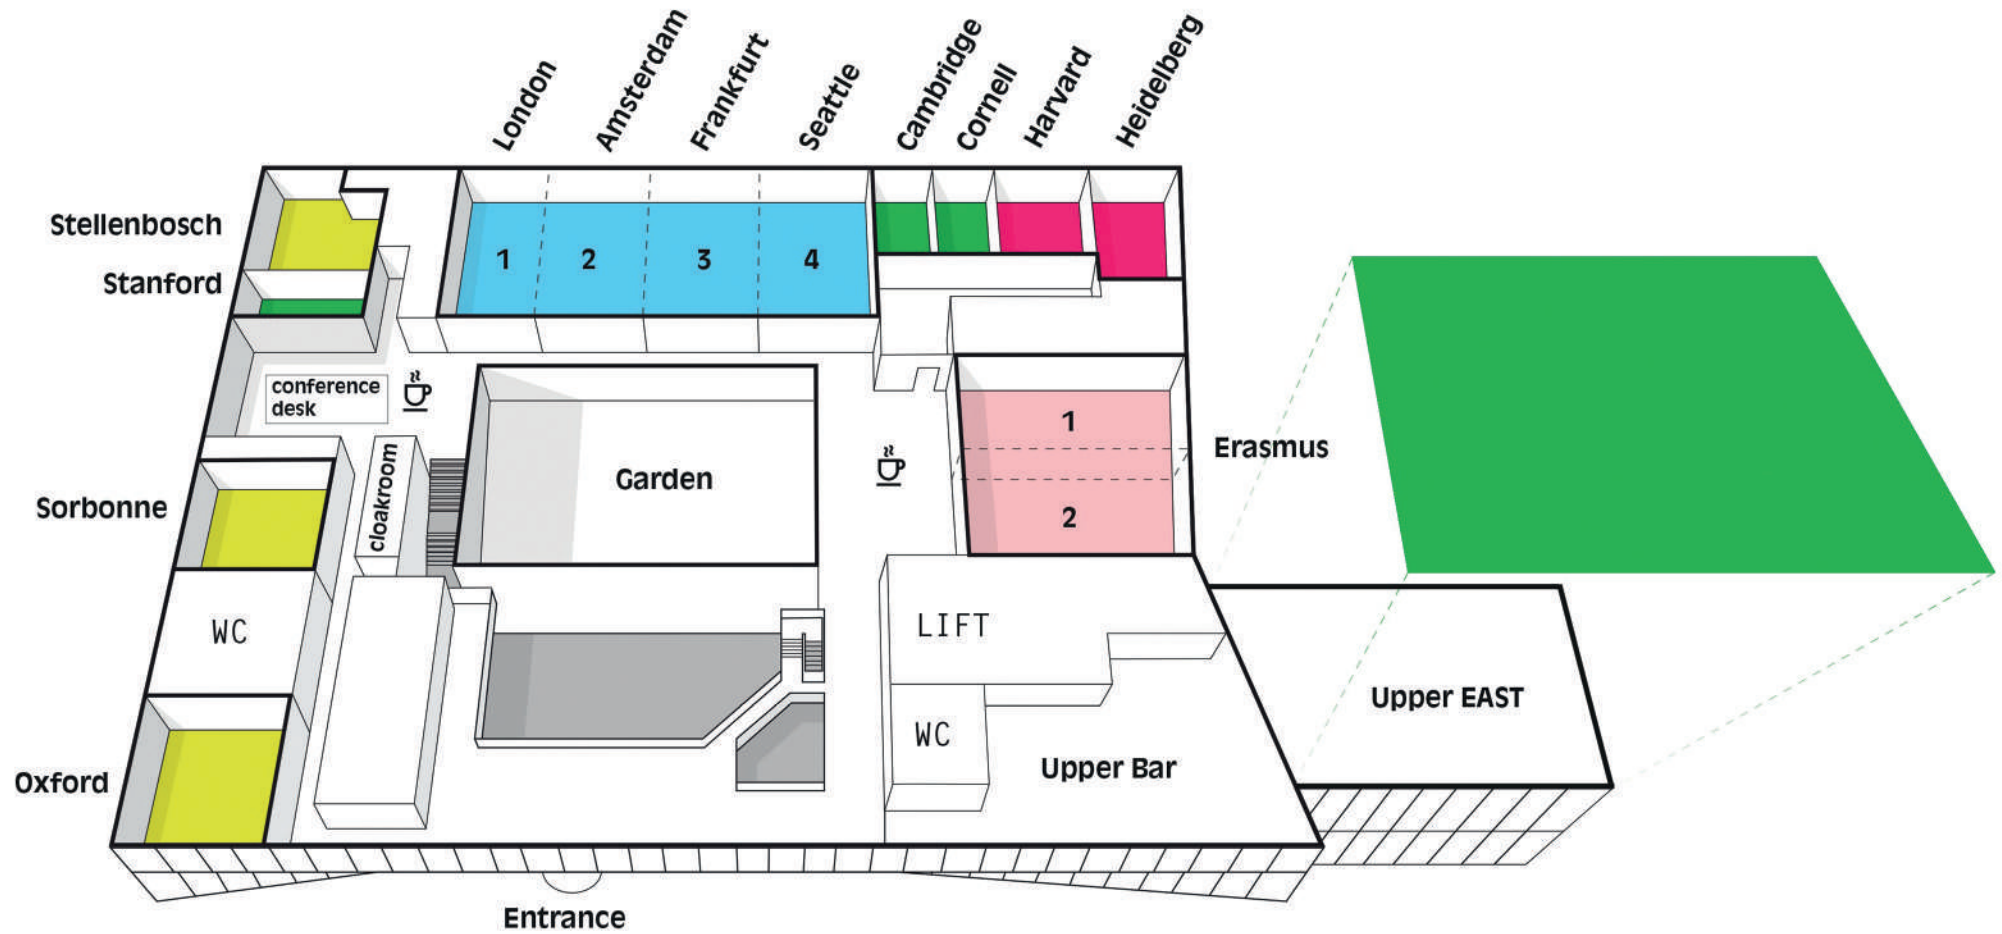 London
Amsterdam
Frankfurt
Seattle
Cambridge
Cornell
Harvard
Heidelberg
Stellenbosch
Stanford
1
2
3
4
conference
desk
cloakroom
Garden
1
2
Erasmus
Sorbonne
WC
LIFT
WC
Upper EAST
Upper Bar
Oxford
Entrance